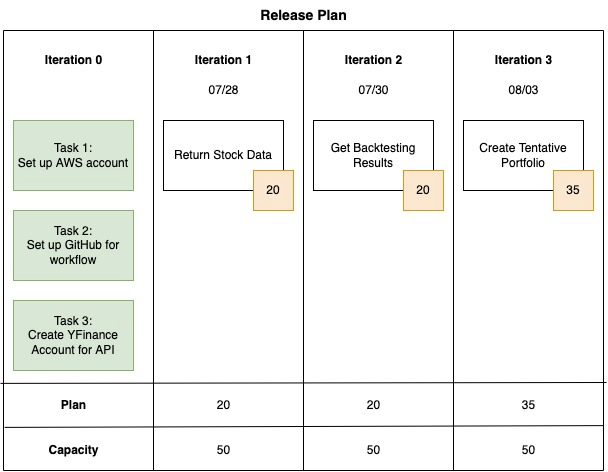 Release Plan
Iteration 0
Iteration 1
Iteration 2
Iteration 3
07/28
07/30
08/03
Task 1:
Set up AWS account
Return Stock Data
20
Get Backtesting
Results
20
Create Tentative
Portfolio
35
Task 2:
Set up GitHub for
workflow
Task 3:
Create YFinance
Account for API
Plan
20
20
35
Capacity
50
50
50